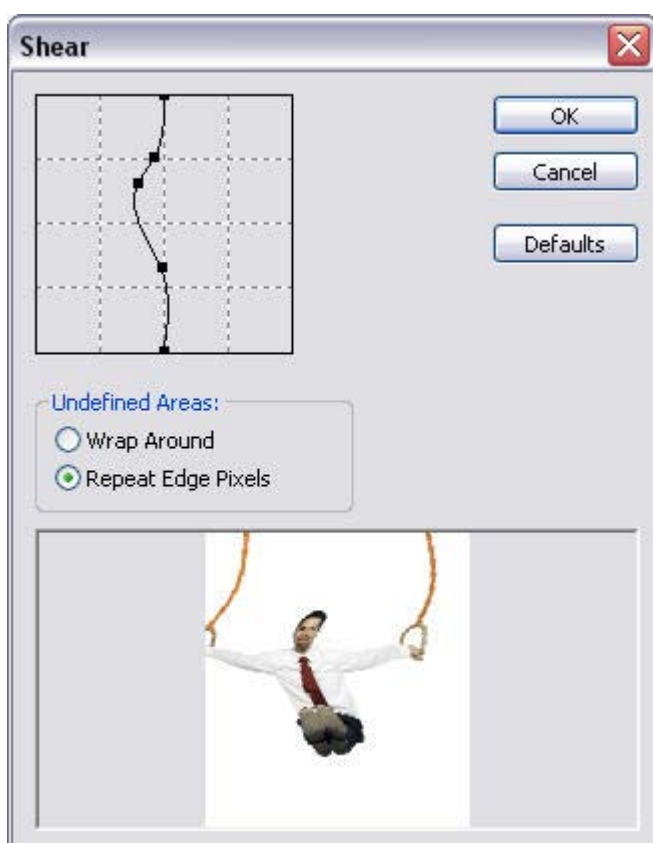 Shear
OK
Cancel
Defaults
Undefined Areas:
Wrap Around
Repeat Edge Pixels